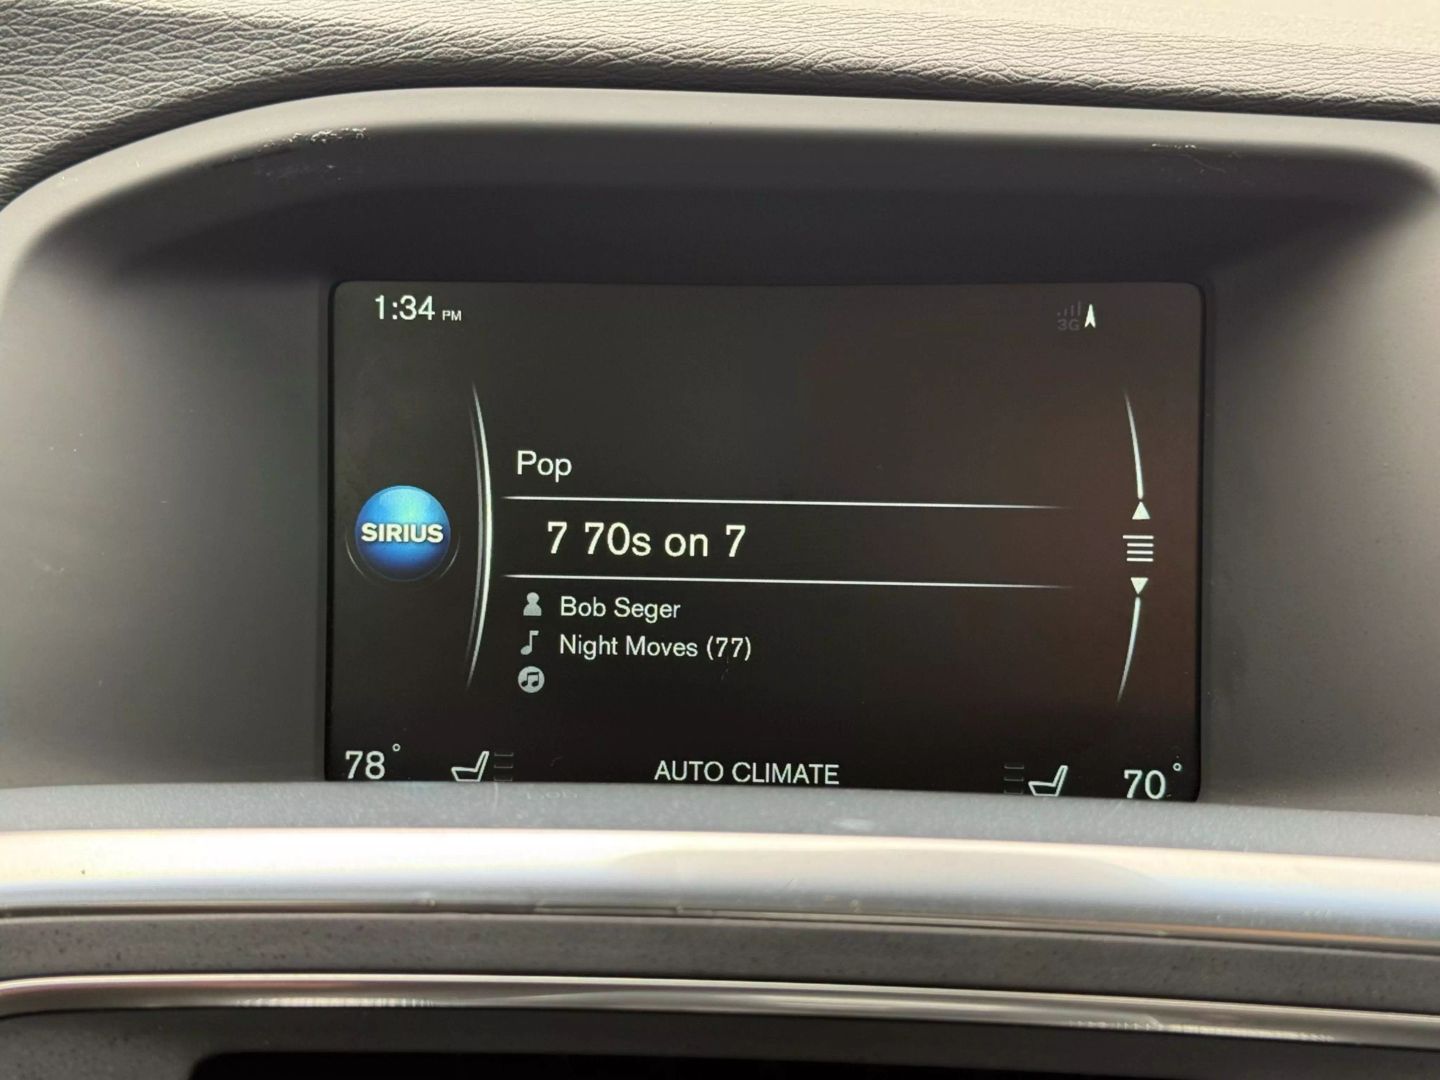 1:34 PM
3G
Pop
SIRIUS
7 70s on 7
Bob Seger
Night Moves (77)
78°
AUTO CLIMATE
70°